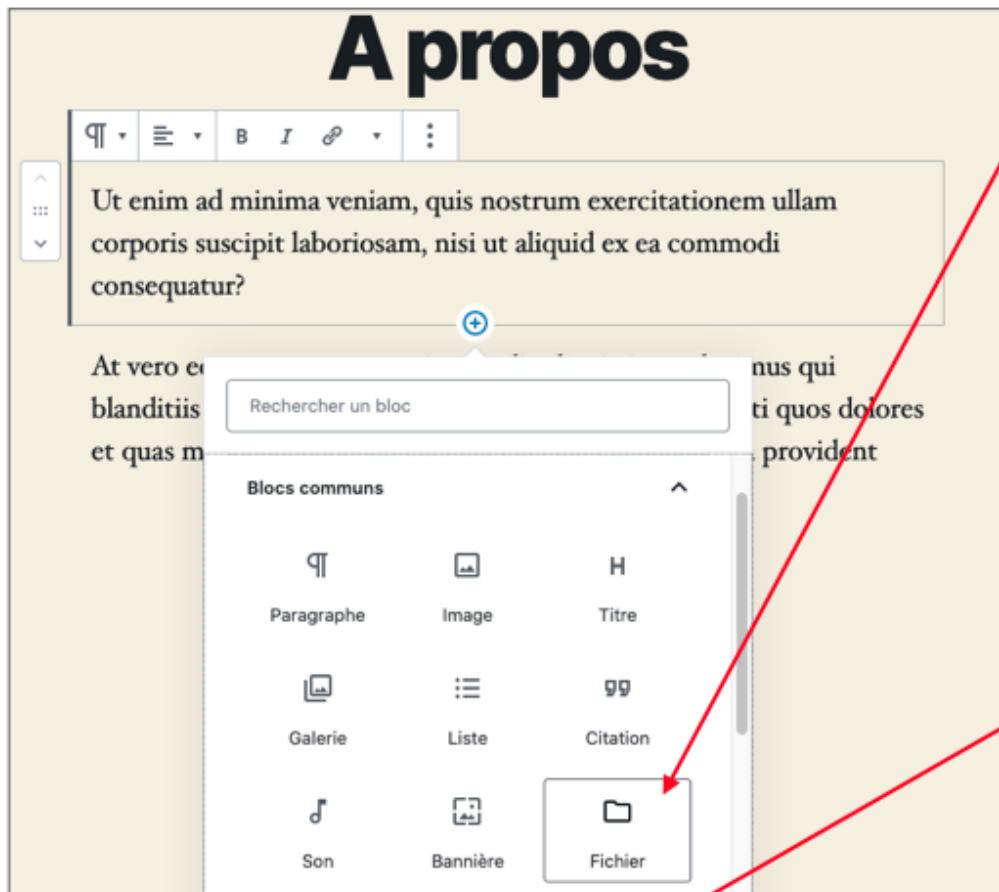 A propos
B I
Ut enim ad minima veniam, quis nostrum exercitationem ullam
corporis suscipit laboriosam, nisi ut aliquid ex ea commodi
consequatur?
At vero nus qui
blanditiis ti quos dolores
et quas provident
Rechercher un bloc
Blocs communs
Paragraphe Image Titre
Galerie Liste Citation
Son Bannière Fichier